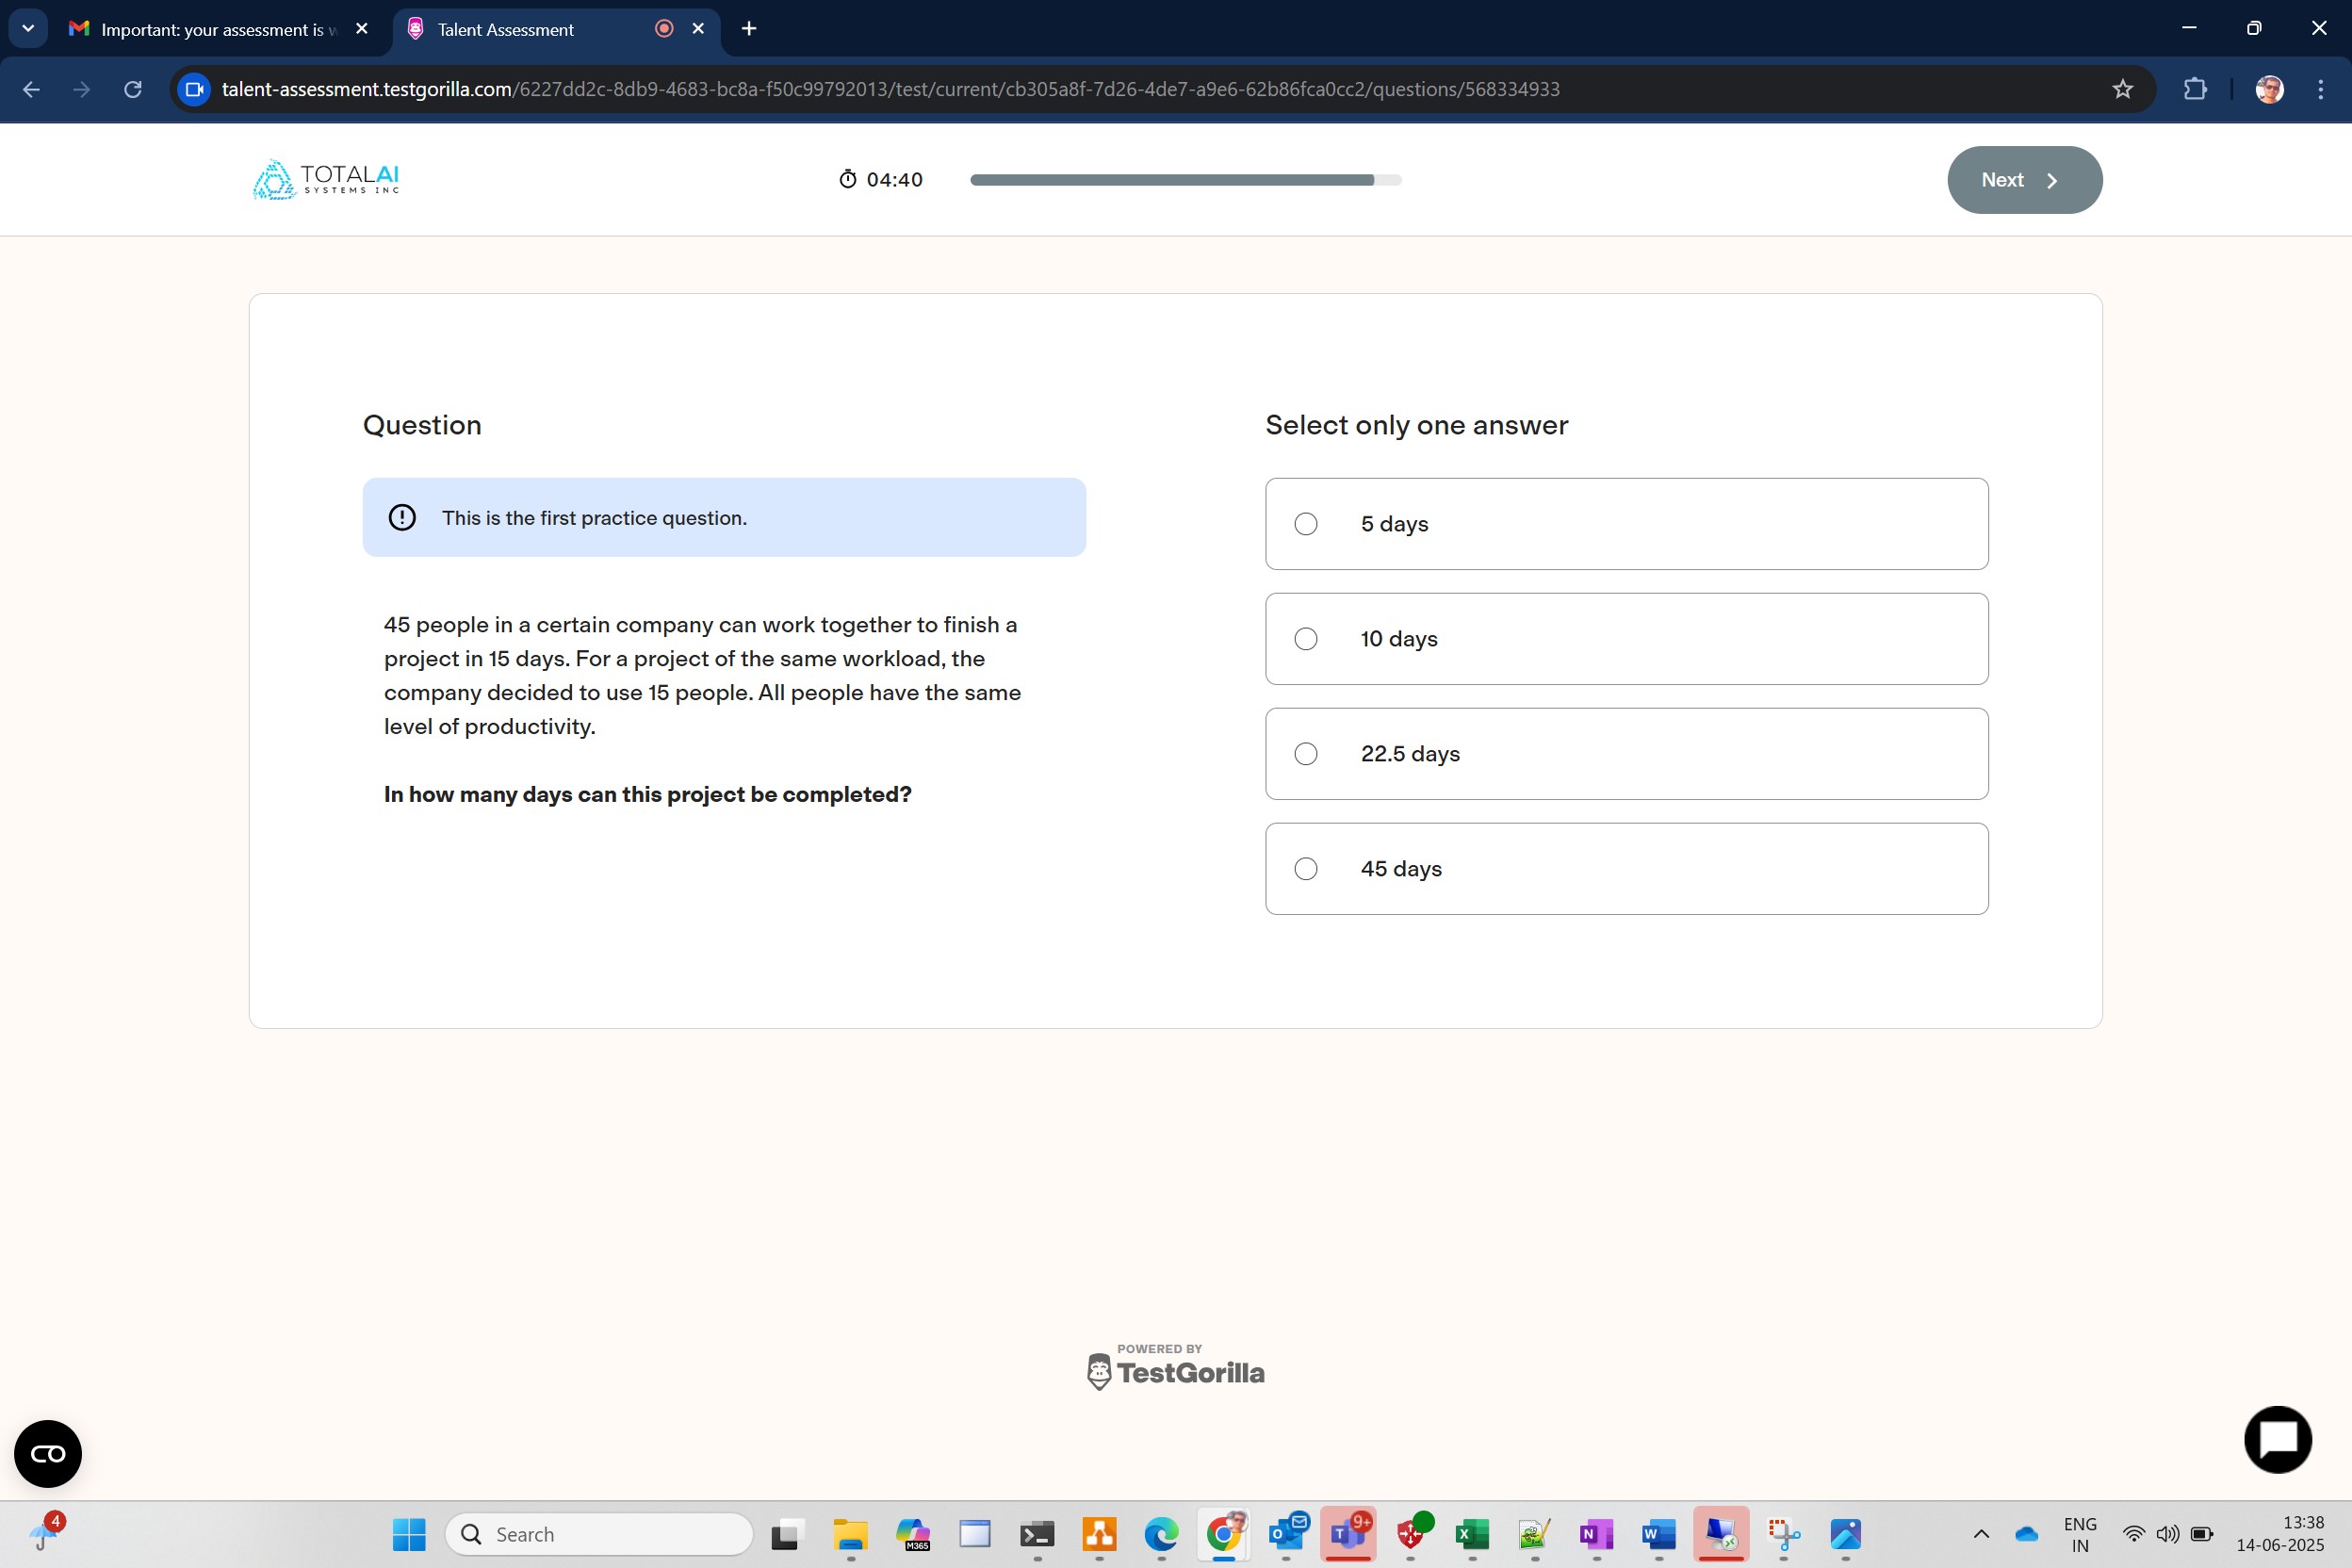 Important: your assessment is w
Talent Assessment
talent-assessment.testgorilla.com/6227dd2c-8db9-4683-bc8a-f50c99792013/test/current/cb305a8f-7d26-4de7-a9e6-62b86fca0cc2/questions/568334933
TOTALAI
SYSTEMS INC
04:40
Next
Question
This is the first practice question.
45 people in a certain company can work together to finish a
project in 15 days. For a project of the same workload, the
company decided to use 15 people. All people have the same
level of productivity.
In how many days can this project be completed?
Select only one answer
5 days
10 days
22.5 days
45 days
POWERED BY
TestGorilla
4
Search
M365
9+
ENG
IN
13:38
14-06-2025